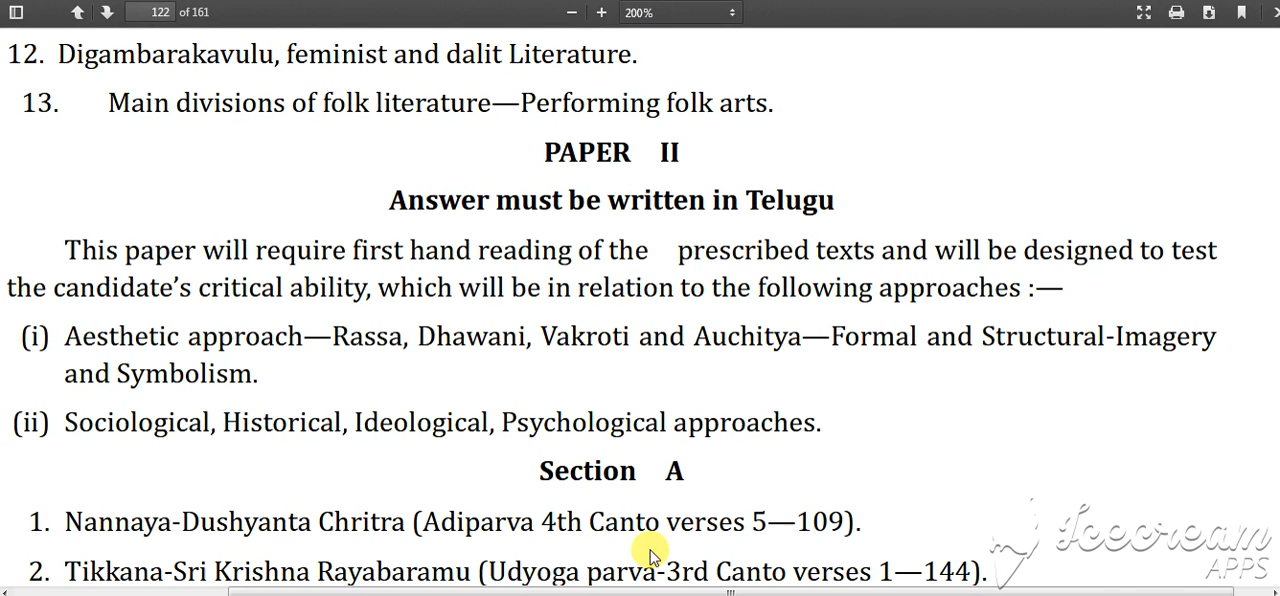 122 of 161
200%
12. Digambarakavulu, feminist and dalit Literature.
13. Main divisions of folk literature—Performing folk arts.
PAPER II
Answer must be written in Telugu
This paper will require first hand reading of the prescribed texts and will be designed to test
the candidate's critical ability, which will be in relation to the following approaches :—
(i) Aesthetic approach—Rassa, Dhawani, Vakroti and Auchitya—Formal and Structural-Imagery
and Symbolism.
(ii) Sociological, Historical, Ideological, Psychological approaches.
Section A
1. Nannaya-Dushyanta Chritra (Adiparva 4th Canto verses 5—109).
2. Tikkana-Sri Krishna Rayabaramu (Udyoga parva-3rd Canto verses 1—144).
Icecream
APPS